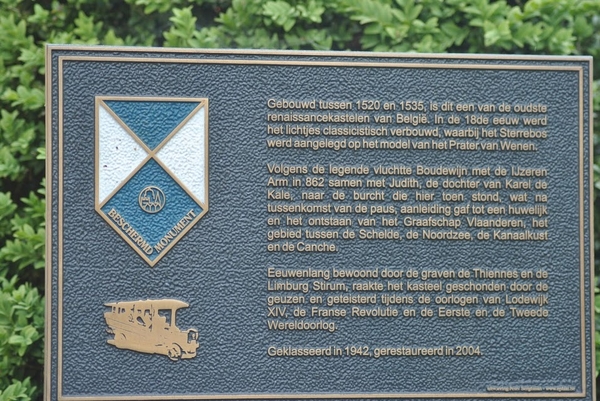 Gebouwd tussen 1520 en 1535, is dit een van de oudste
renaissancekastelen van België. In de 18de eeuw werd
het lichtjes classicistisch verbouwd, waarbij het Sterrebos
werd aangelegd op het model van het Prater van Wenen.
Volgens de legende vluchtte Boudewijn met de IJzeren
Arm in 862 samen met Judith, de dochter van Karel de
Kale, naar de burcht die hier toen stond, wat na
tussenkomst van de paus, aanleiding gaf tot een huwelijk
en het ontstaan van het Graafschap Vlaanderen, het
gebied tussen de Schelde, de Noordzee, de Kanaalkust
en de Canche.
Eeuwenlang bewoond door de graven de Thiennes en de
Limburg Stirum, raakte het kasteel geschonden door de
geuzen en geteisterd tijdens de oorlogen van Lodewijk
XIV, de Franse Revolutie en de Eerste en de Tweede
Wereldoorlog.
Geklasseerd in 1942, gerestaureerd in 2004.
BESCHERMD MONUMENT